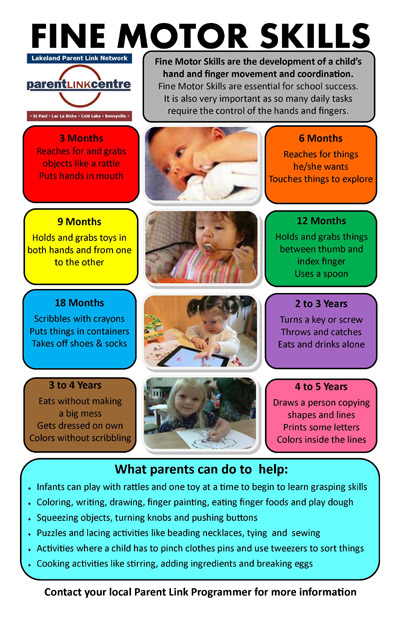 FINE MOTOR SKILLS
Lakeland Parent Link Network
parentLINKcentre
• St Paul • Lac La Biche • Cold Lake • Bonnyville •
Fine Motor Skills are the development of a child's
hand and finger movement and coordination.
Fine Motor Skills are essential for school success.
It is also very important as so many daily tasks
require the control of the hands and fingers.
3 Months
Reaches for and grabs
objects like a rattle
Puts hands in mouth
6 Months
Reaches for things
he/she wants
Touches things to explore
9 Months
Holds and grabs toys in
both hands and from one
to the other
12 Months
Holds and grabs things
between thumb and
index finger
Uses a spoon
18 Months
Scribbles with crayons
Puts things in containers
Takes off shoes & socks
2 to 3 Years
Turns a key or screw
Throws and catches
Eats and drinks alone
3 to 4 Years
Eats without making
a big mess
Gets dressed on own
Colors without scribbling
4 to 5 Years
Draws a person copying
shapes and lines
Prints some letters
Colors inside the lines
What parents can do to help:
• Infants can play with rattles and one toy at a time to begin to learn grasping skills
• Coloring, writing, drawing, finger painting, eating finger foods and play dough
• Squeezing objects, turning knobs and pushing buttons
• Puzzles and lacing activities like beading necklaces, tying and sewing
• Activities where a child has to pinch clothes pins and use tweezers to sort things
• Cooking activities like stirring, adding ingredients and breaking eggs
Contact your local Parent Link Programmer for more information